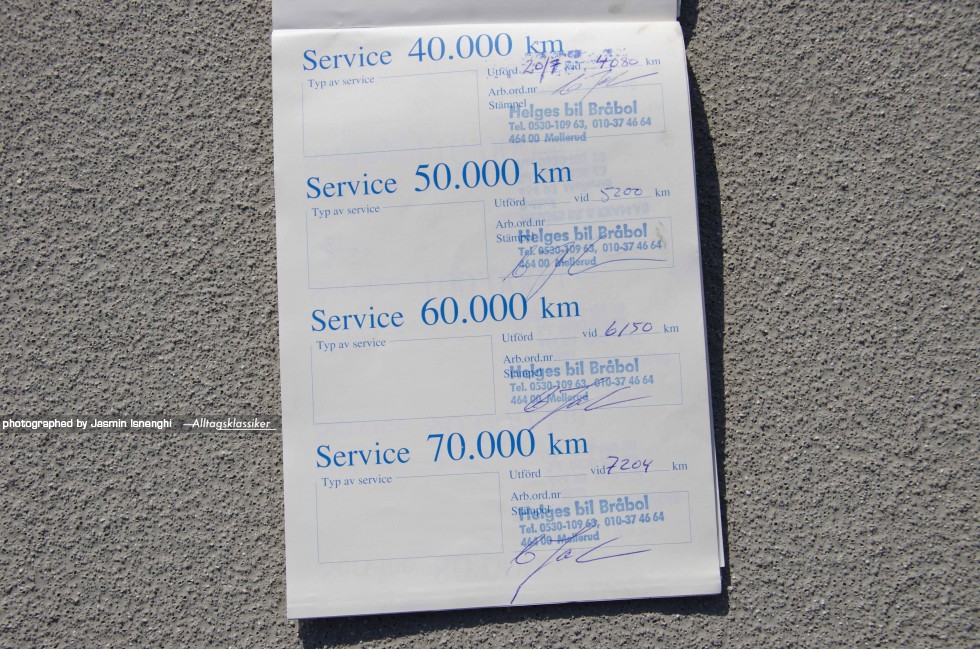 Service 40.000 km
Typ av service
Utförd 20/7 vid 4080 km
Arb.ord.nr
Stämpel
Helges bil Bråbol
Tel. 0530-109 63, 010-37 46 64
464 00 Mellerud
Service 50.000 km
Typ av service
Utförd vid 5200 km
Arb.ord.nr
Stämpel
Helges bil Bråbol
Tel. 0530-109 63, 010-37 46 64
464 00 Mellerud
Service 60.000 km
Typ av service
Utförd vid 6150 km
Arb.ord.nr
Stämpel
Helges bil Bråbol
Tel. 0530-109 63, 010-37 46 64
464 00 Mellerud
Service 70.000 km
Typ av service
Utförd vid 7204 km
Arb.ord.nr
Stämpel
Helges bil Bråbol
Tel. 0530-109 63, 010-37 46 64
464 00 Mellerud
photographed by Jasmin Isnenghi —Alltagsklassiker